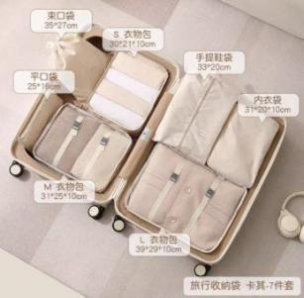 束口袋
35*27cm
S 衣物包
30*21*10cm
手提鞋袋
33*20cm
平口袋
25*16cm
内衣袋
31*20*10cm
M 衣物包
31*25*10cm
L 衣物包
39*29*10cm
旅行收纳袋 卡其-7件套